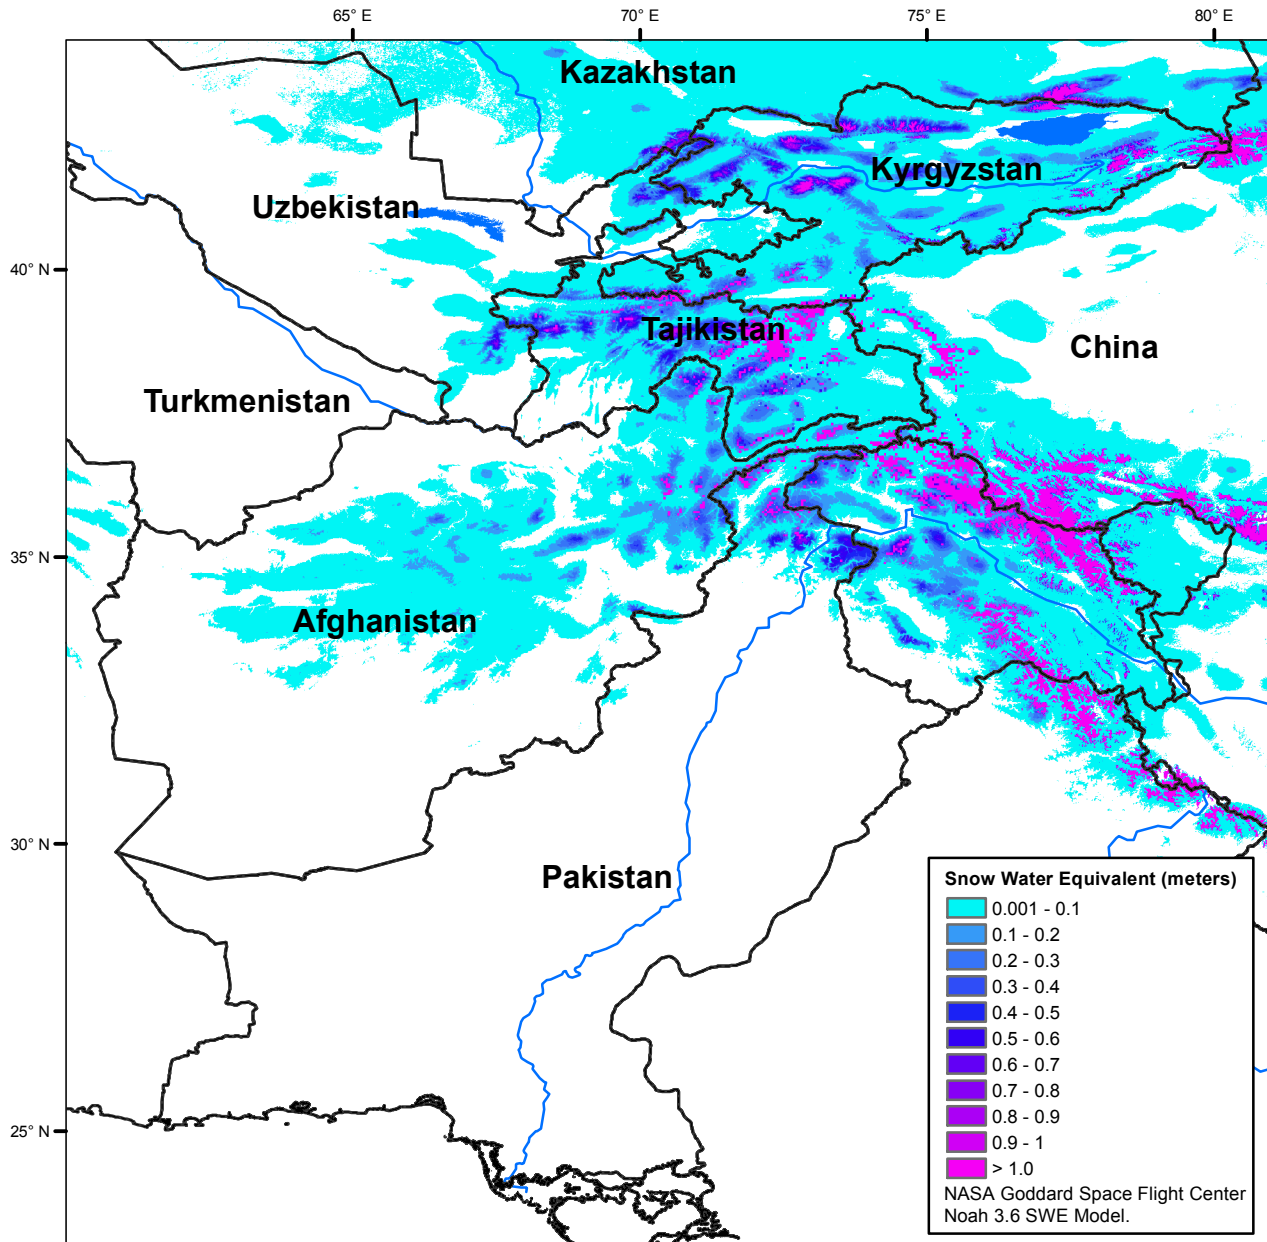 65° E
70° E
75° E
80° E
Kazakhstan
Kyrgyzstan
Uzbekistan
40° N
Tajikistan
China
Turkmenistan
35° N
Afghanistan
30° N
Pakistan
25° N
Snow Water Equivalent (meters)
0.001 - 0.1
0.1 - 0.2
0.2 - 0.3
0.3 - 0.4
0.4 - 0.5
0.5 - 0.6
0.6 - 0.7
0.7 - 0.8
0.8 - 0.9
0.9 - 1
> 1.0
NASA Goddard Space Flight Center
Noah 3.6 SWE Model.